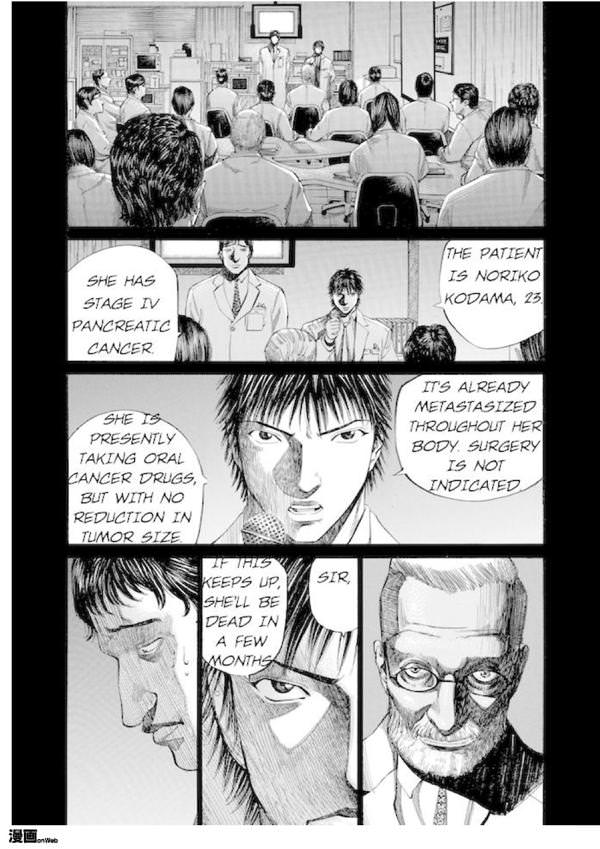 THE PATIENT
IS NORIKO
KODAMA, 23.
SHE HAS
STAGE IV
PANCREATIC
CANCER.
IT'S ALREADY
METASTASIZED
THROUGHOUT HER
BODY. SURGERY
IS NOT
INDICATED.
SHE IS
PRESENTLY
TAKING ORAL
CANCER DRUGS,
BUT WITH NO
REDUCTION IN
TUMOR SIZE.
SIR,
IF THIS
KEEPS UP,
SHE'LL BE
DEAD IN
A FEW
MONTHS.
漫画onWeb